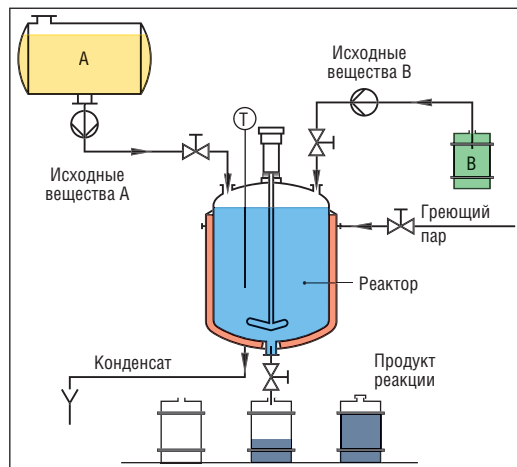 А
Исходные
вещества В
Т
Исходные
вещества А
В
Греющий
пар
Реактор
Конденсат
Продукт
реакции